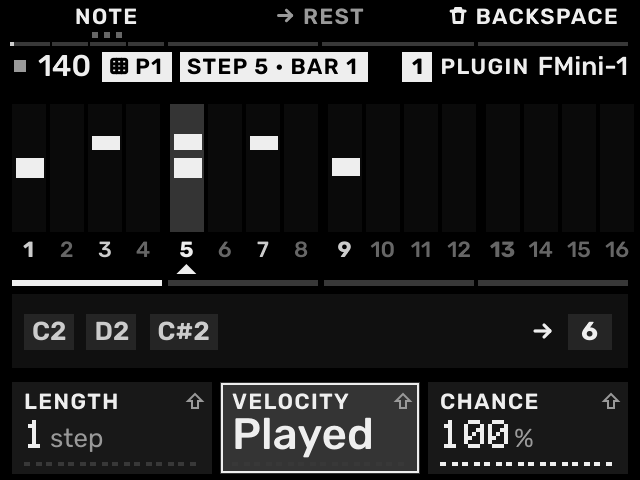 NOTE → REST BACKSPACE
140 P1 STEP 5 • BAR 1 1 PLUGIN FMini-1
1 2 3 4 5 6 7 8 9 10 11 12 13 14 15 16
C2 D2 C#2 → 6
LENGTH VELOCITY CHANCE
1 step Played 100%